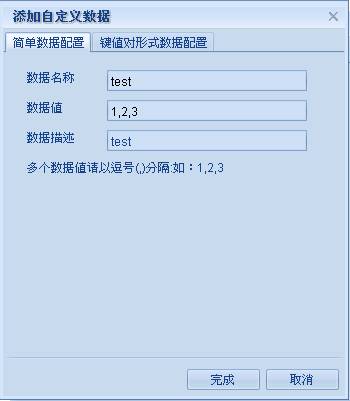 添加自定义数据
简单数据配置 键值对形式数据配置
数据名称 test
数据值 1,2,3
数据描述 test
多个数据值请以逗号(,)分隔:如：1,2,3
完成 取消